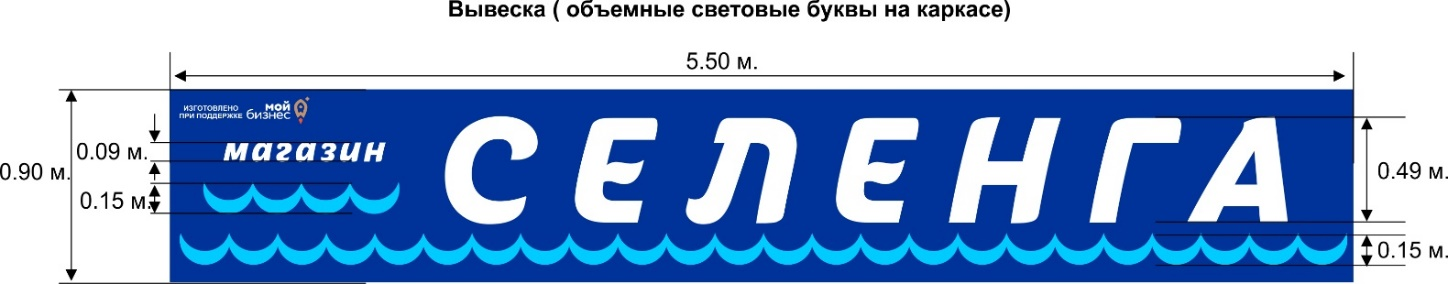 Вывеска ( объемные световые буквы на каркасе)
5.50 м.
ИЗГОТОВЛЕНО
ПРИ ПОДДЕРЖКЕ
мой
бизнес
0.09 м.
магазин
СЕЛЕНГА
0.90 м.
0.49 м.
0.15 м.
0.15 м.